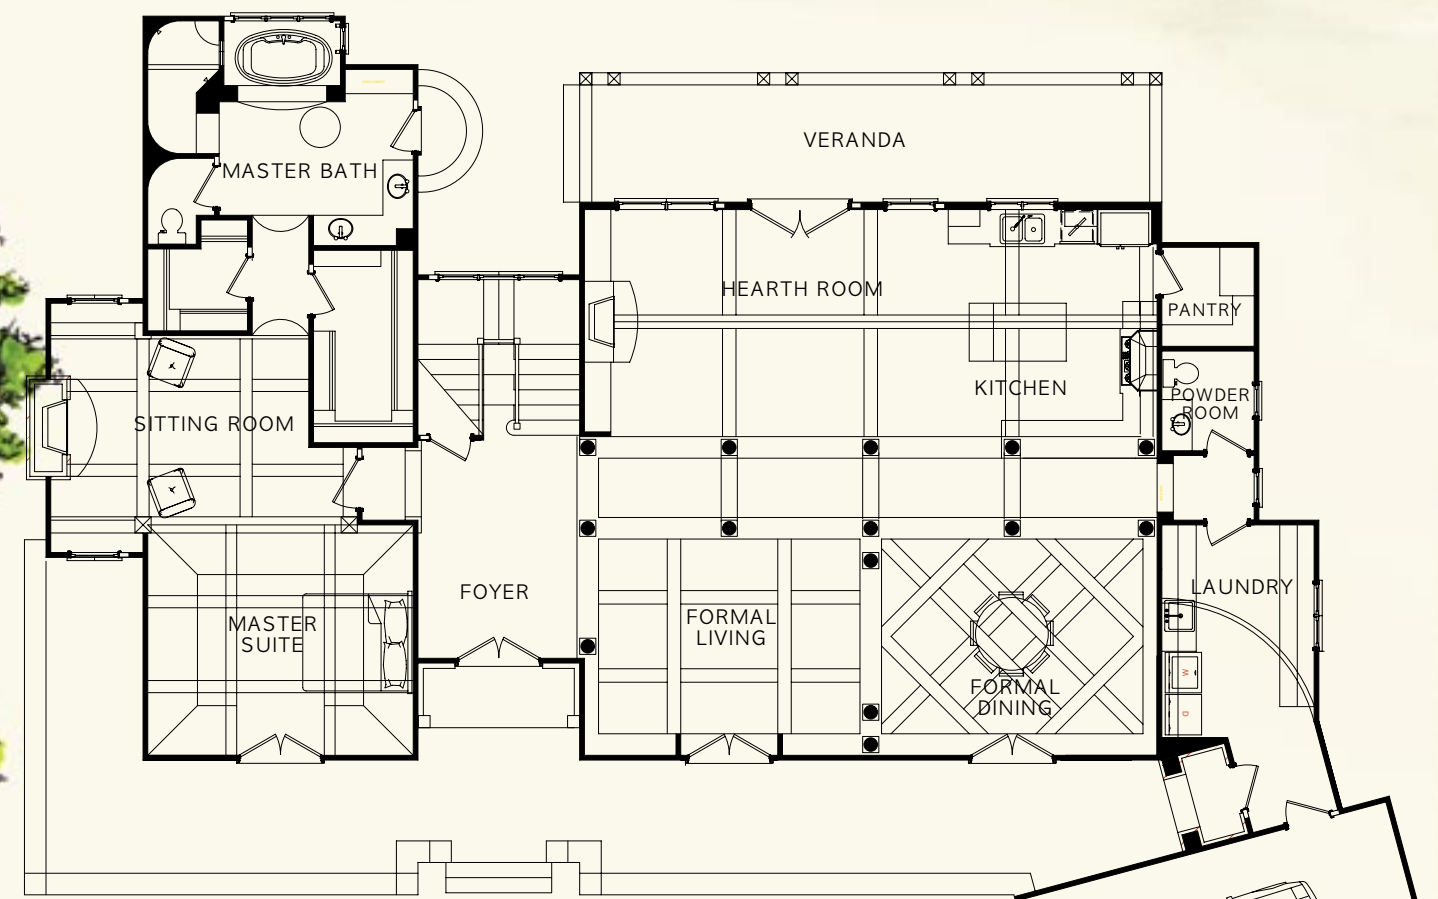 VERANDA
MASTER BATH
HEARTH ROOM
PANTRY
KITCHEN
POWDER
ROOM
SITTING ROOM
FOYER
FORMAL
LIVING
LAUNDRY
MASTER
SUITE
W
FORMAL
DINING
D